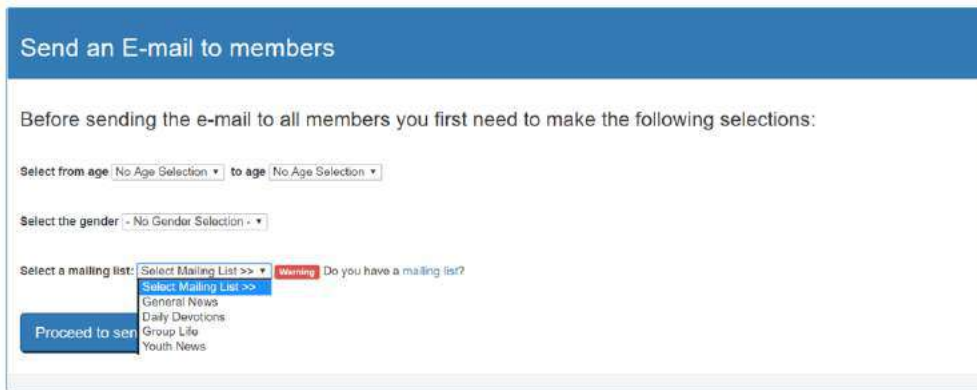 Send an E-mail to members
Before sending the e-mail to all members you first need to make the following selections:
Select from age No Age Selection ▾ to age No Age Selection ▾
Select the gender - No Gender Selection - ▾
Select a mailing list: Select Mailing List >> ▾ Warning Do you have a mailing list?
Select Mailing List >>
General News
Daily Devotions
Group Life
Youth News
Proceed to sen